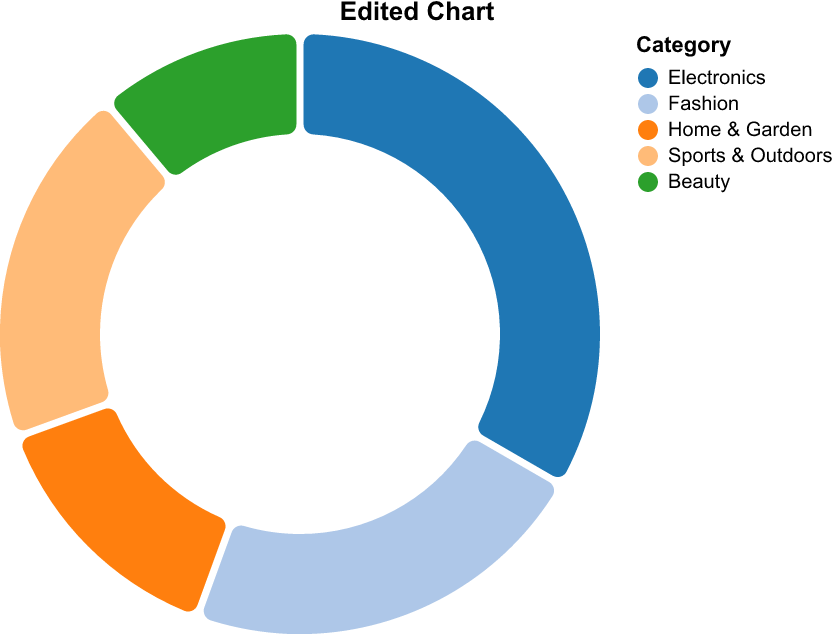 Edited Chart
Category
Electronics
Fashion
Home & Garden
Sports & Outdoors
Beauty